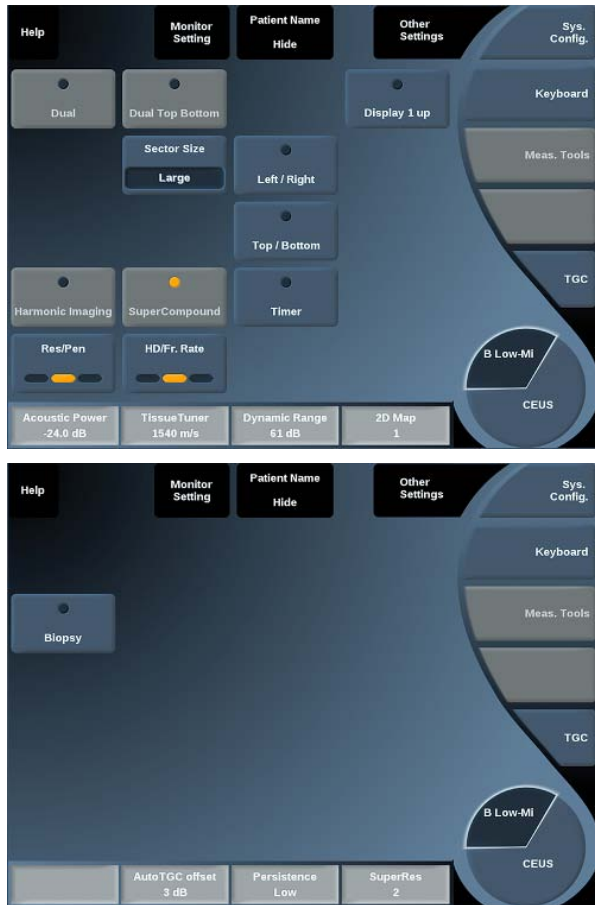 Help
Monitor
Setting
Patient Name
Hide
Other
Settings
Sys.
Config.
Dual
Dual Top Bottom
Display 1 up
Keyboard
Sector Size
Large
Left / Right
Meas. Tools
Top / Bottom
Harmonic Imaging
SuperCompound
Timer
TGC
Res/Pen
HD/Fr. Rate
B Low-Mi
CEUS
Acoustic Power
-24.0 dB
TissueTuner
1540 m/s
Dynamic Range
61 dB
2D Map
1
Help
Monitor
Setting
Patient Name
Hide
Other
Settings
Sys.
Config.
Keyboard
Biopsy
Meas. Tools
TGC
B Low-Mi
CEUS
AutoTGC offset
3 dB
Persistence
Low
SuperRes
2